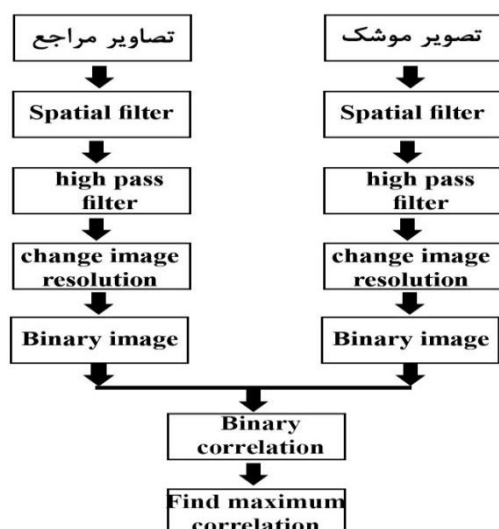 تصاویر مراجع
تصویر موشک
Spatial filter
Spatial filter
high pass
filter
high pass
filter
change image
resolution
change image
resolution
Binary image
Binary image
Binary
correlation
Find maximum
correlation